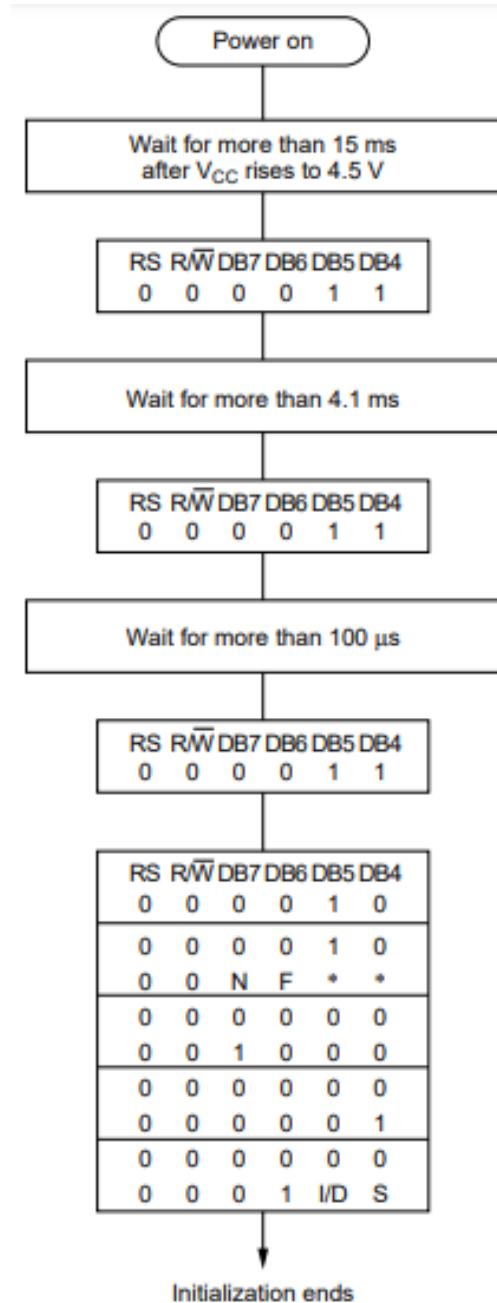 Power on
Wait for more than 15 ms
after VCC rises to 4.5 V
RS R/W̅ DB7 DB6 DB5 DB4
0 0 0 0 1 1
Wait for more than 4.1 ms
RS R/W̅ DB7 DB6 DB5 DB4
0 0 0 0 1 1
Wait for more than 100 μs
RS R/W̅ DB7 DB6 DB5 DB4
0 0 0 0 1 1
RS R/W̅ DB7 DB6 DB5 DB4
0 0 0 0 1 0
0 0 0 0 1 0
0 0 N F * *
0 0 0 0 0 0
0 0 1 0 0 0
0 0 0 0 0 0
0 0 0 0 0 1
0 0 0 0 0 0
0 0 0 1 I/D S
Initialization ends